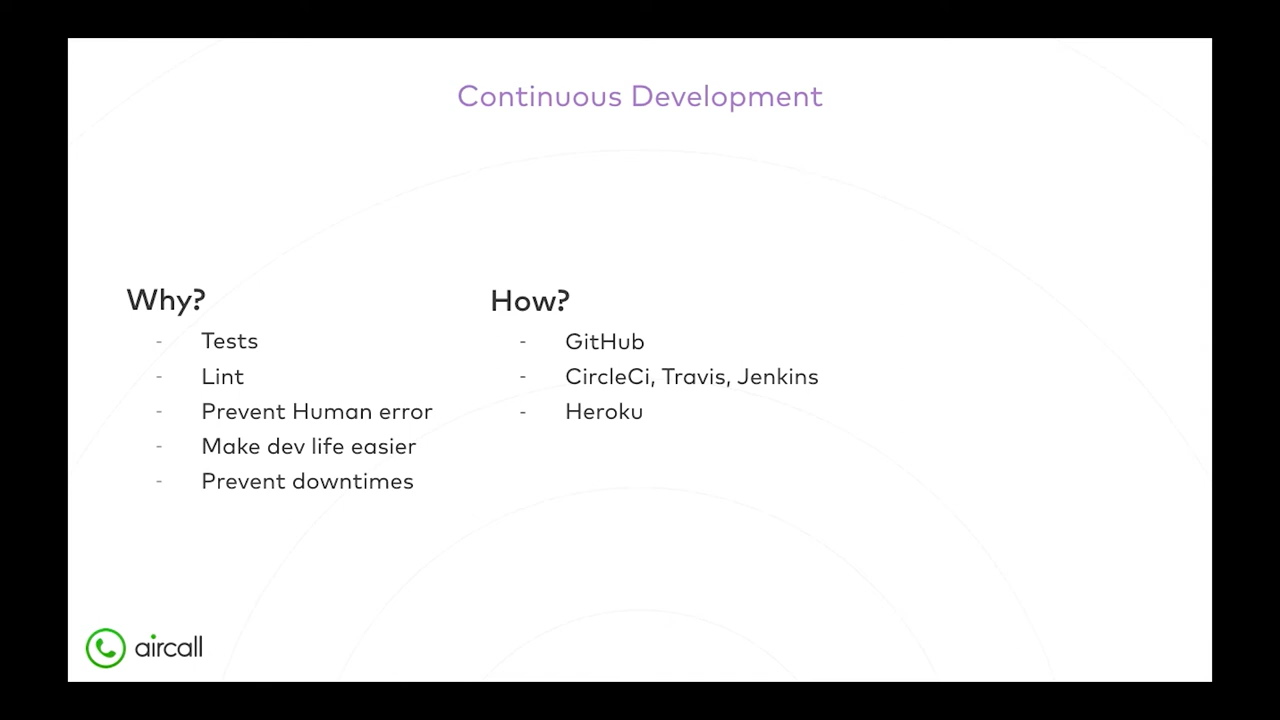 Continuous Development
Why?
- Tests
- Lint
- Prevent Human error
- Make dev life easier
- Prevent downtimes
How?
- GitHub
- CircleCi, Travis, Jenkins
- Heroku
aircall